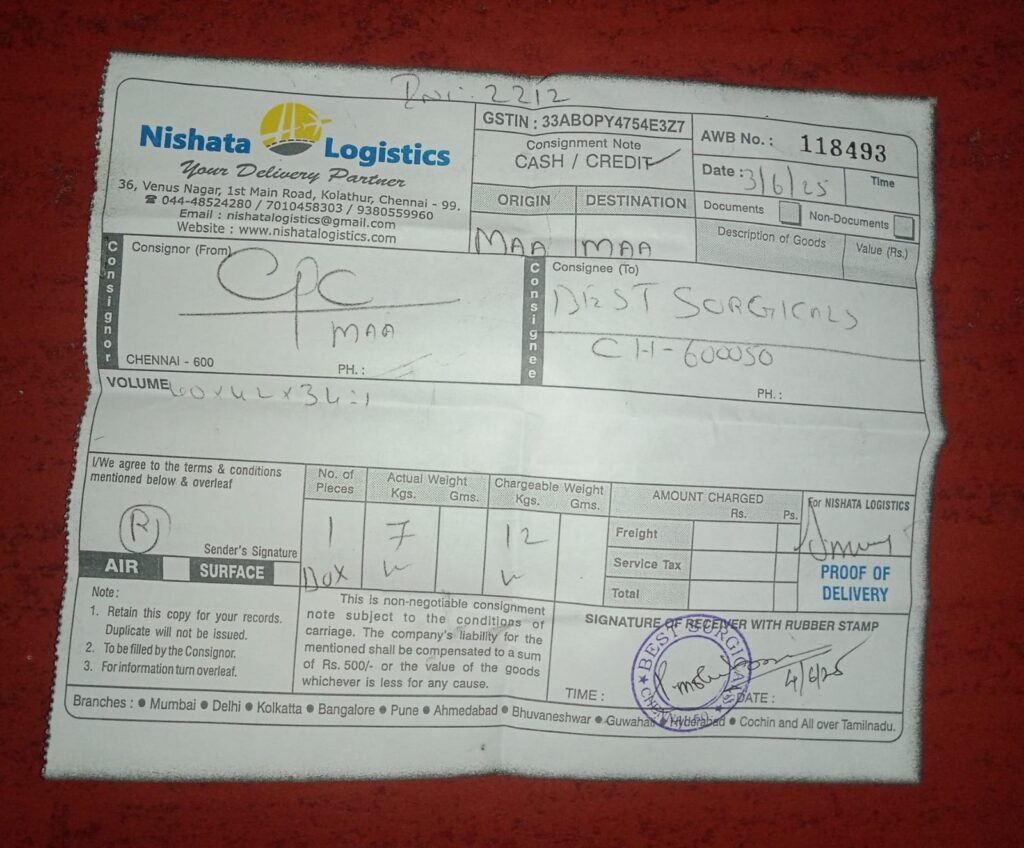 2212
Nishata Logistics
Your Delivery Partner
36, Venus Nagar, 1st Main Road, Kolathur, Chennai - 99.
☎ 044-48524280 / 7010458303 / 9380559960
Email : nishatalogistics@gmail.com
Website : www.nishatalogistics.com
GSTIN : 33ABOPY4754E3Z7
Consignment Note
CASH / CREDIT ✓
AWB No. : 118493
Date : 3/6/25 Time
ORIGIN DESTINATION
MAA MAA
Documents Non-Documents
Description of Goods Value (Rs.)
Consignor
Consignor (From)
CPC
MAA
CHENNAI - 600 PH. :
Consignee
Consignee (To)
BEST SURGICALS
CH-600050
PH. :
VOLUME 60x42x34=1
I/We agree to the terms & conditions
mentioned below & overleaf
R
Sender's Signature
AIR SURFACE
No. of Pieces Actual Weight Kgs. Gms. Chargeable Weight Kgs. Gms.
1 7 12
AMOUNT CHARGED
Rs. Ps.
Freight
Service Tax
Total
For NISHATA LOGISTICS
PROOF OF
DELIVERY
Note :
1. Retain this copy for your records.
Duplicate will not be issued.
2. To be filled by the Consignor.
3. For information turn overleaf.
This is non-negotiable consignment
note subject to the conditions of
carriage. The company's liability for the
mentioned shall be compensated to a sum
of Rs. 500/- or the value of the goods
whichever is less for any cause.
SIGNATURE OF RECEIVER WITH RUBBER STAMP
BEST SURGICALS
TIME : DATE : 4/6/25
Branches : ● Mumbai ● Delhi ● Kolkatta ● Bangalore ● Pune ● Ahmedabad ● Bhuvaneshwar ● Guwahati ● Hyderabad ● Cochin and All over Tamilnadu.